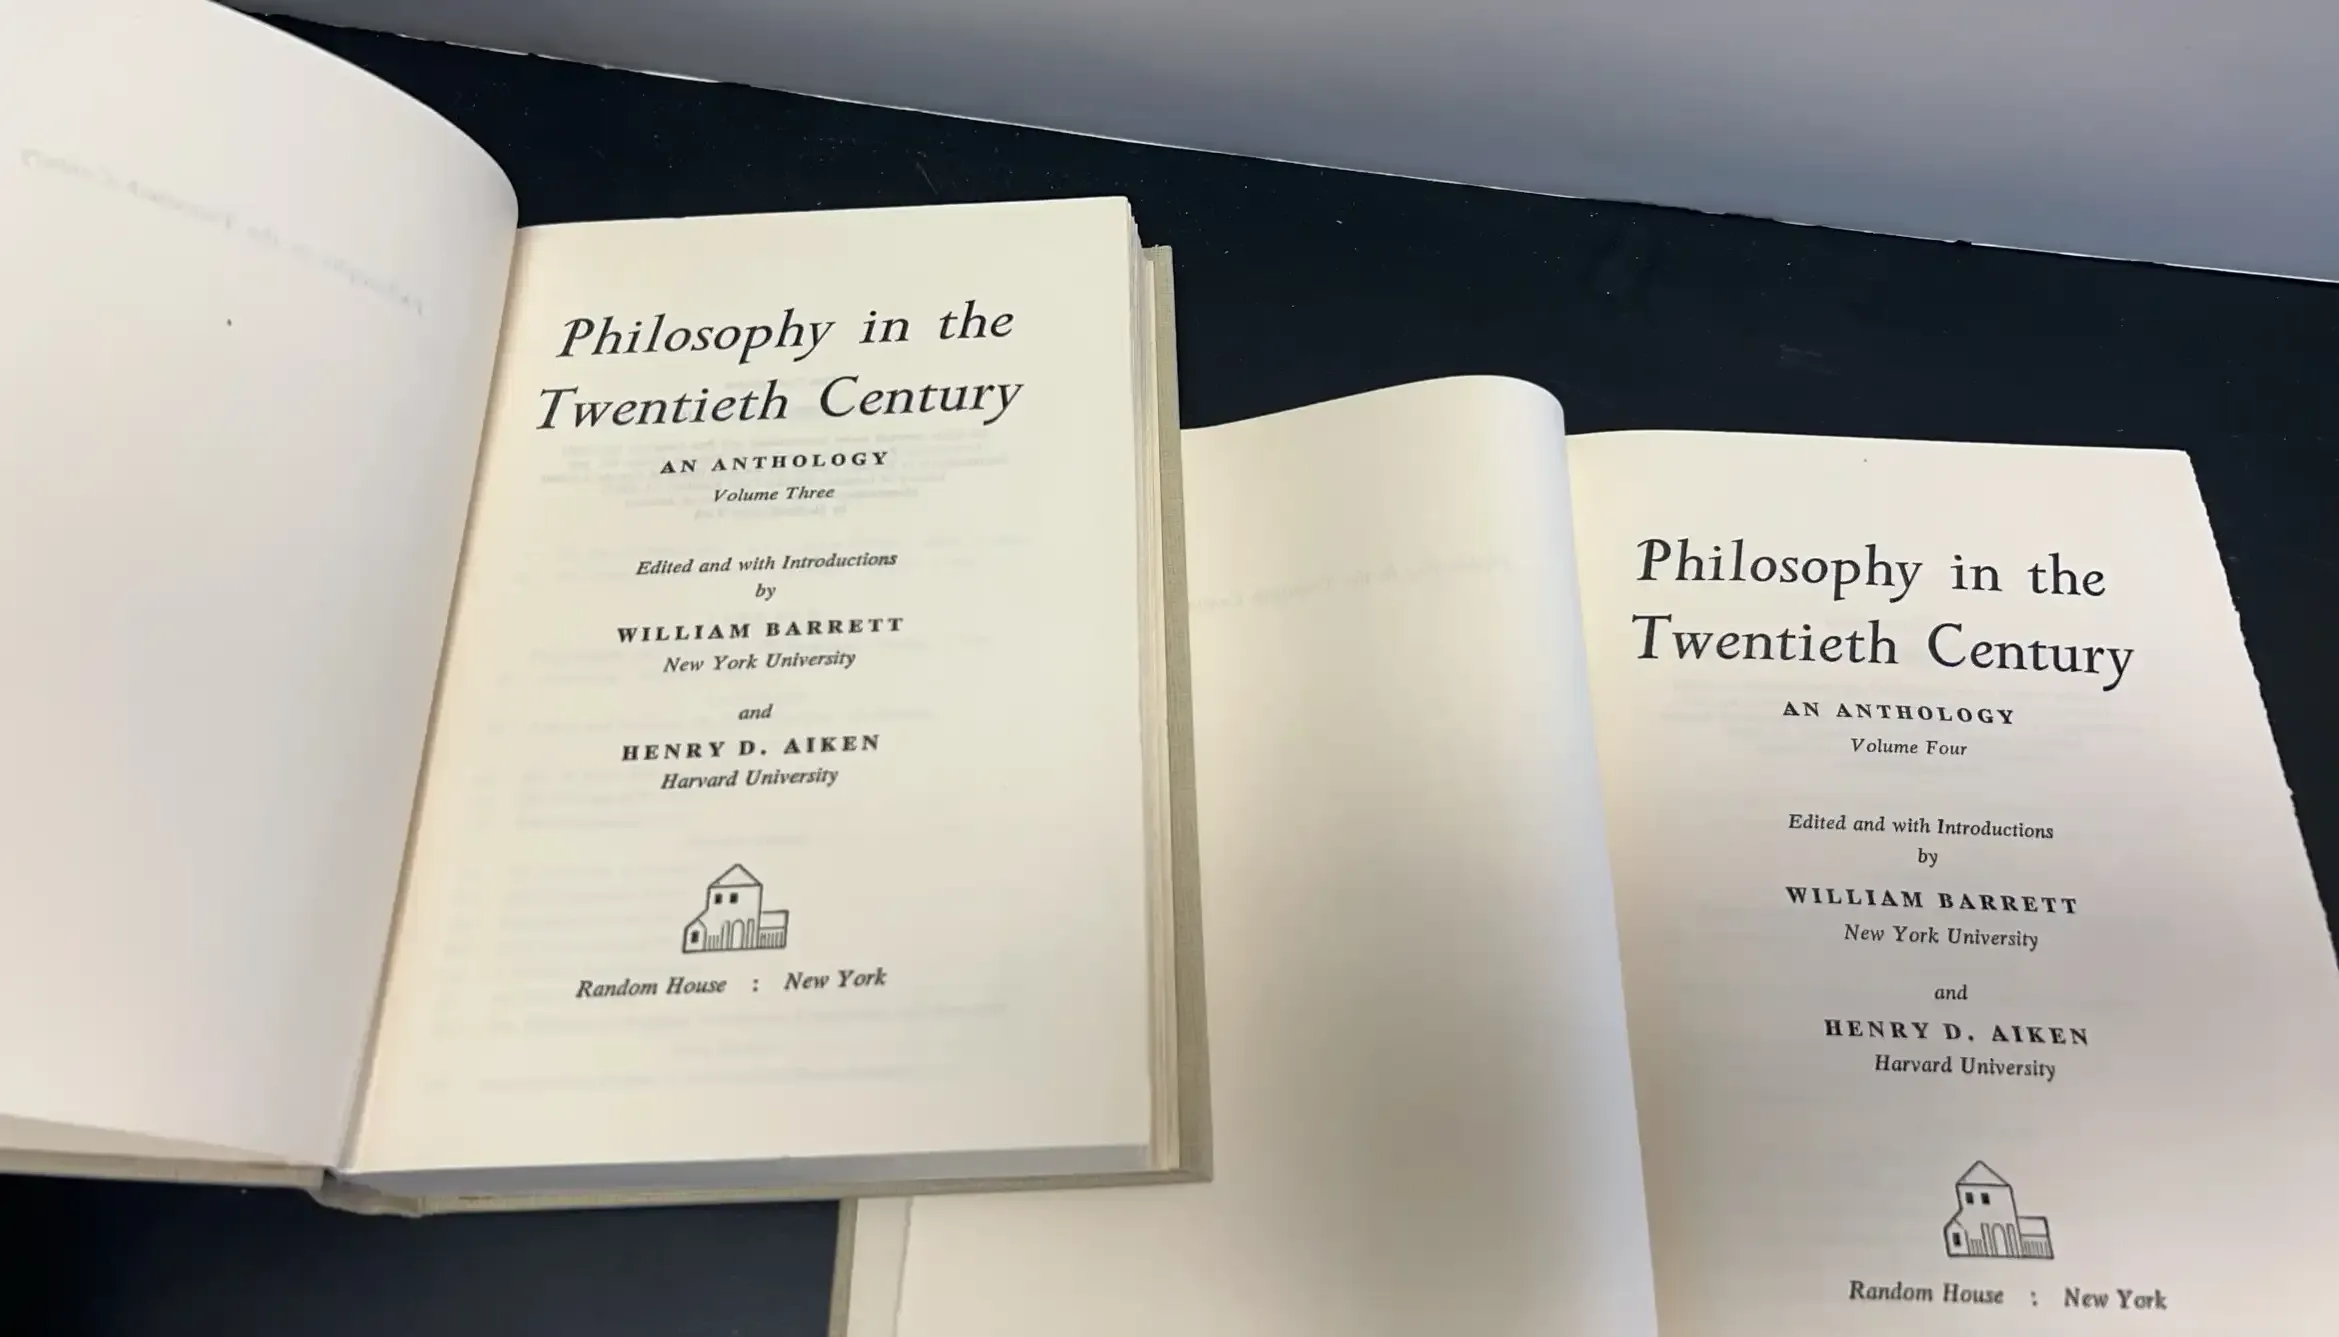 Philosophy in the
Twentieth Century
AN ANTHOLOGY
Volume Three
Edited and with Introductions
by
WILLIAM BARRETT
New York University
and
HENRY D. AIKEN
Harvard University
Random House : New York
Philosophy in the
Twentieth Century
AN ANTHOLOGY
Volume Four
Edited and with Introductions
by
WILLIAM BARRETT
New York University
and
HENRY D. AIKEN
Harvard University
Random House : New York